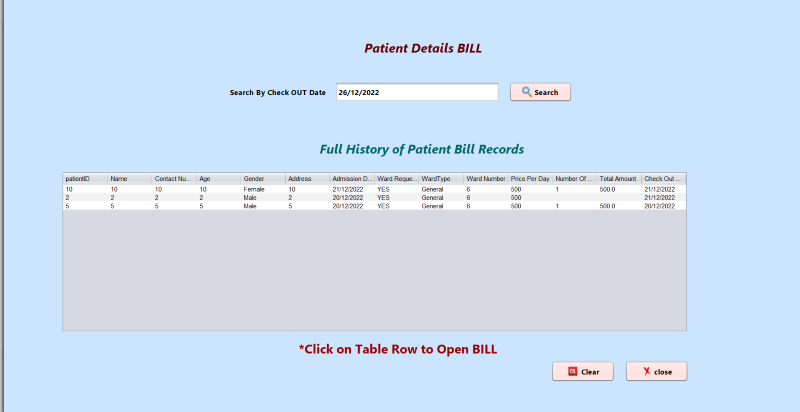 Patient Details BILL
Search By Check OUT Date 26/12/2022 Search
Full History of Patient Bill Records
patientID Name Contact Nu... Age Gender Address Admission D... Ward Reque... WardType Ward Number Price Per Day Number Of ... Total Amount Check Out ...
10 10 10 10 Female 10 21/12/2022 YES General 6 500 1 500.0 21/12/2022
2 2 2 2 Male 2 20/12/2022 YES General 6 500 21/12/2022
5 5 5 5 Male 5 20/12/2022 YES General 6 500 1 500.0 20/12/2022
*Click on Table Row to Open BILL
Clear close